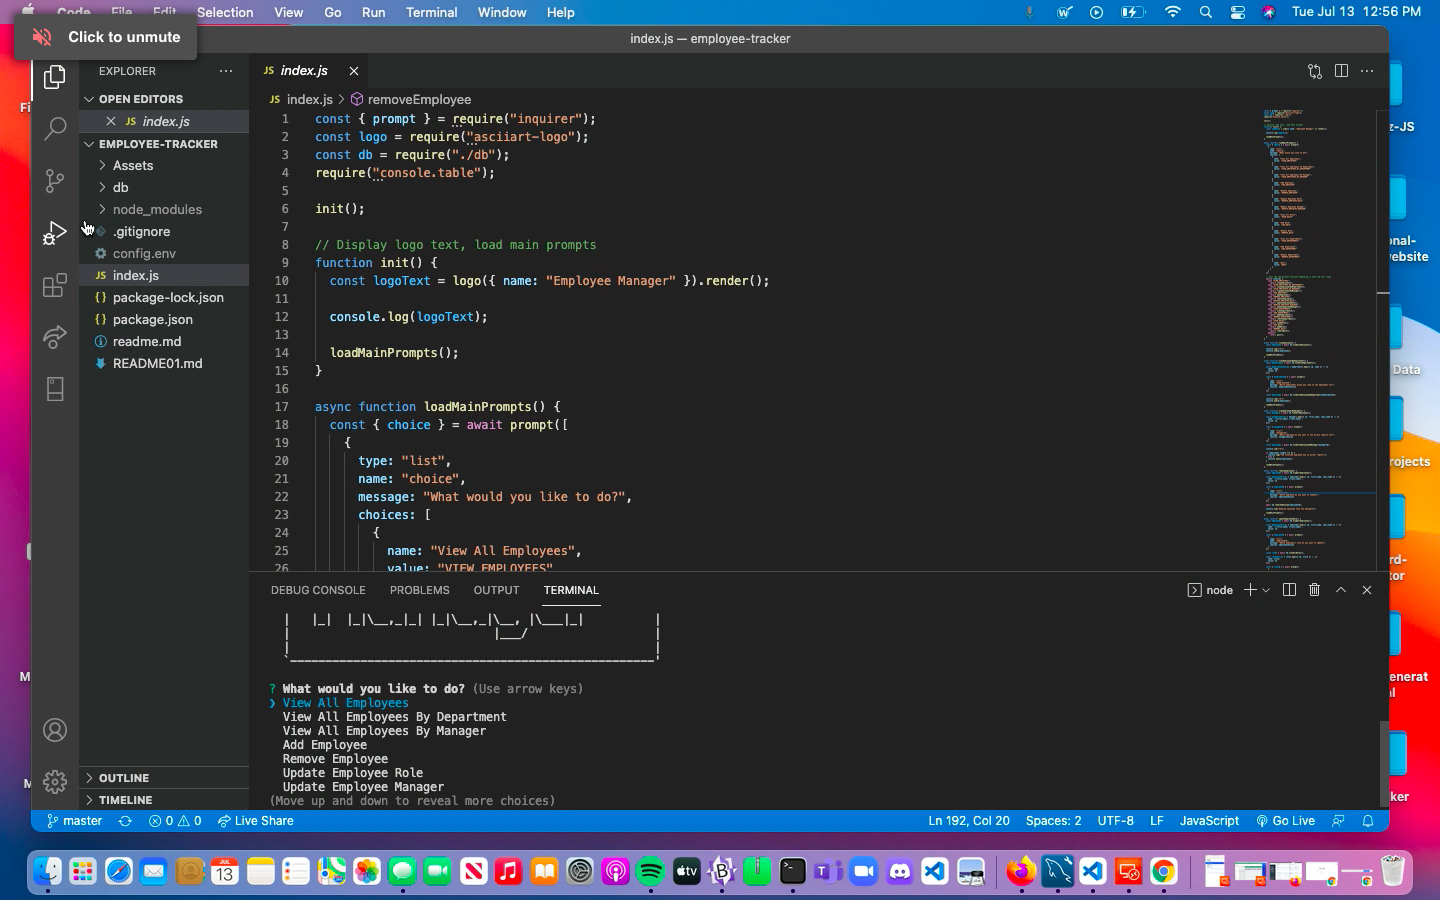 Code File Edit Selection View Go Run Terminal Window Help
Tue Jul 13 12:56 PM
Click to unmute
index.js — employee-tracker
EXPLORER
OPEN EDITORS
JS index.js
EMPLOYEE-TRACKER
Assets
db
node_modules
.gitignore
config.env
JS index.js
{} package-lock.json
{} package.json
readme.md
README01.md
OUTLINE
TIMELINE
JS index.js
JS index.js > removeEmployee
1 const { prompt } = require("inquirer");
2 const logo = require("asciiart-logo");
3 const db = require("./db");
4 require("console.table");
5
6 init();
7
8 // Display logo text, load main prompts
9 function init() {
10 const logoText = logo({ name: "Employee Manager" }).render();
11
12 console.log(logoText);
13
14 loadMainPrompts();
15 }
16
17 async function loadMainPrompts() {
18 const { choice } = await prompt([
19 {
20 type: "list",
21 name: "choice",
22 message: "What would you like to do?",
23 choices: [
24 {
25 name: "View All Employees",
26 value: "VIEW_EMPLOYEES"
DEBUG CONSOLE PROBLEMS OUTPUT TERMINAL
node
? What would you like to do? (Use arrow keys)
❯ View All Employees
View All Employees By Department
View All Employees By Manager
Add Employee
Remove Employee
Update Employee Role
Update Employee Manager
(Move up and down to reveal more choices)
master 0 0 Live Share
Ln 192, Col 20 Spaces: 2 UTF-8 LF JavaScript Go Live
z-JS
onal-
website
Data
rojects
rd-
tor
enerat
l
ker
Fi
M
M
JUL
13
tv